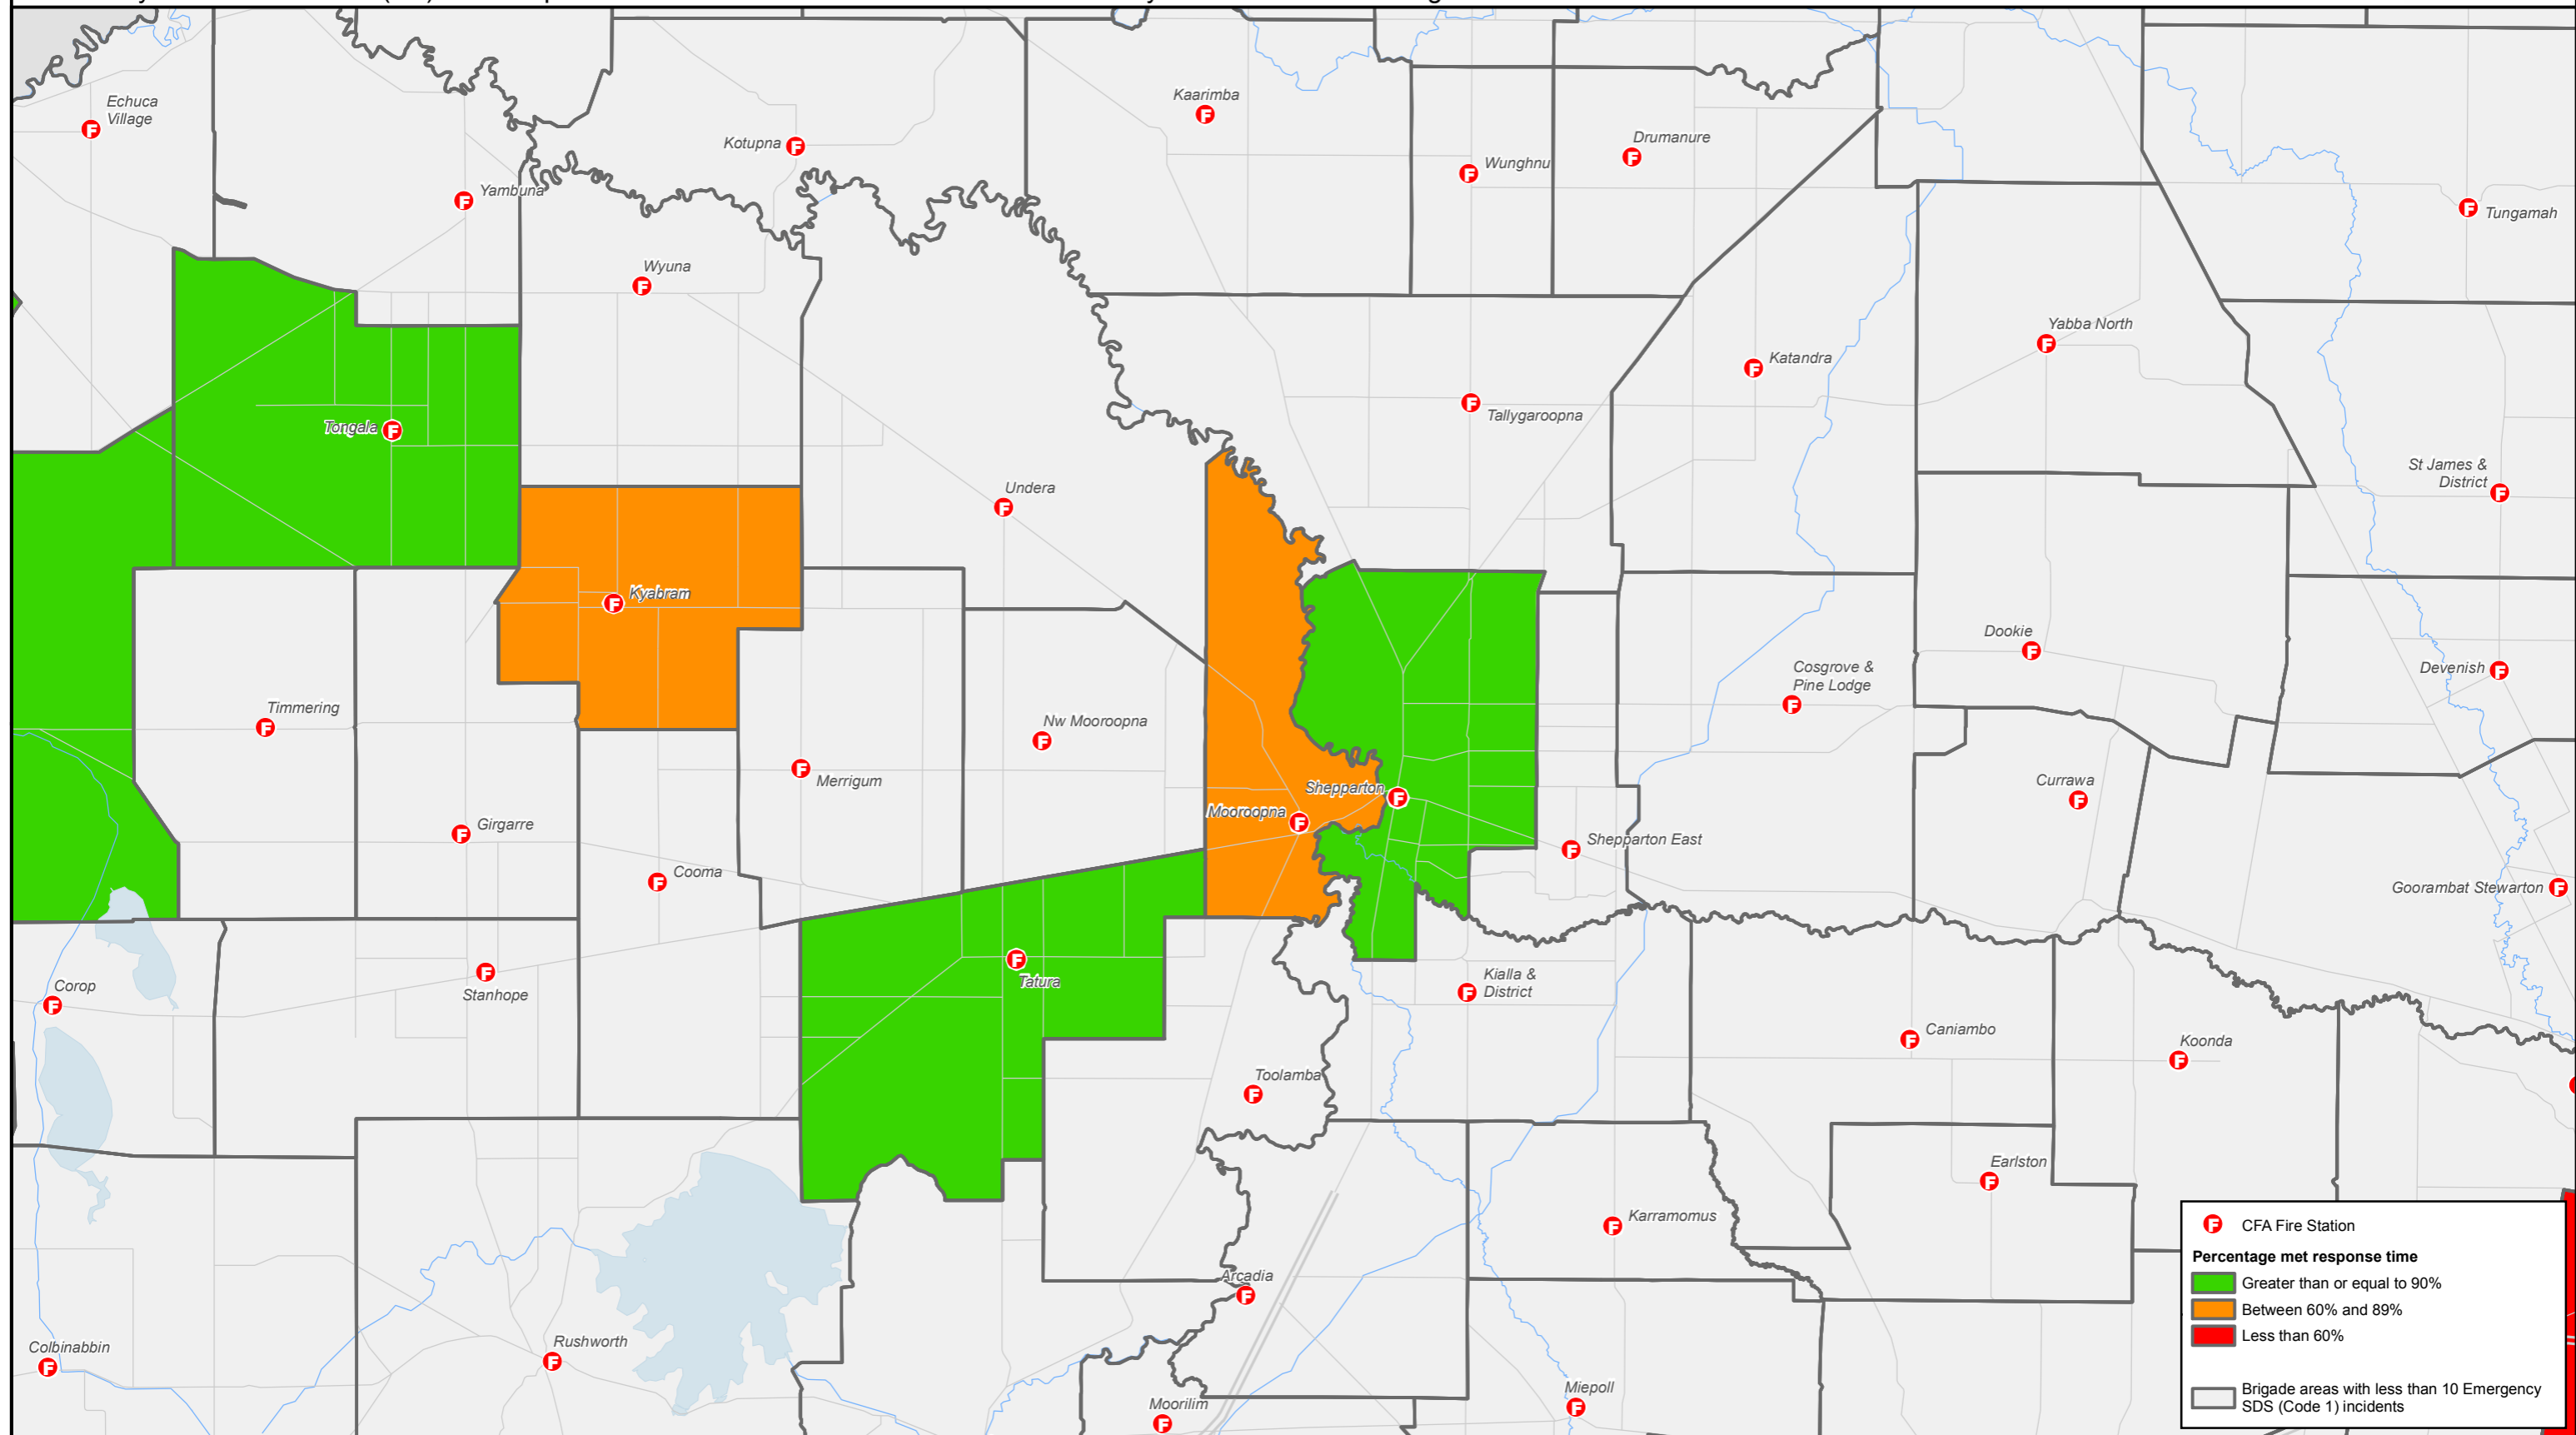 Echuca
Village
Kaarimba
Kotupna
Drumanure
Wunghnu
Yambuna
Tungamah
Wyuna
Yabba North
Katandra
Tallygaroopna
Tongala
St James &
District
Undera
Kyabram
Dookie
Devenish
Cosgrove &
Pine Lodge
Timmering
Nw Mooroopna
Merrigum
Currawa
Shepparton
Mooroopna
Girgarre
Shepparton East
Cooma
Goorambat Stewarton
Corop
Stanhope
Tatura
Kialla &
District
Caniambo
Koonda
Toolamba
Earlston
Karramomus
Arcadia
Colbinabbin
Rushworth
Moorilim
Miepoll
CFA Fire Station
Percentage met response time
Greater than or equal to 90%
Between 60% and 89%
Less than 60%
Brigade areas with less than 10 Emergency
SDS (Code 1) incidents